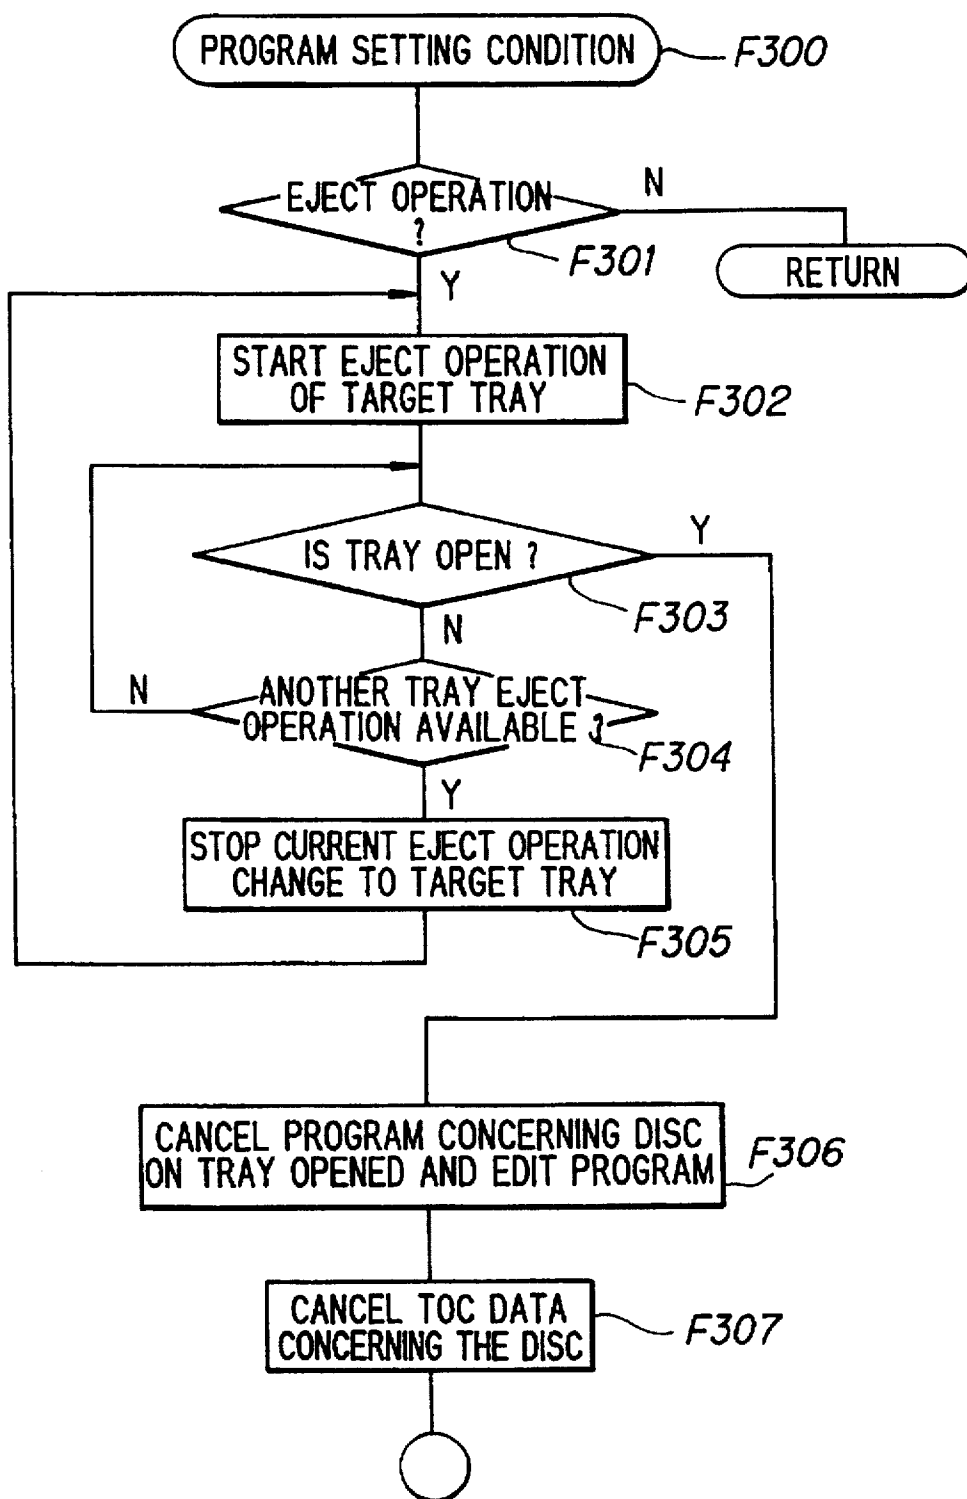 PROGRAM SETTING CONDITION
F300
EJECT OPERATION
?
N
F301
RETURN
Y
START EJECT OPERATION
OF TARGET TRAY
F302
IS TRAY OPEN ?
Y
F303
N
N
ANOTHER TRAY EJECT
OPERATION AVAILABLE ?
F304
Y
STOP CURRENT EJECT OPERATION
CHANGE TO TARGET TRAY
F305
CANCEL PROGRAM CONCERNING DISC
ON TRAY OPENED AND EDIT PROGRAM
F306
CANCEL TOC DATA
CONCERNING THE DISC
F307